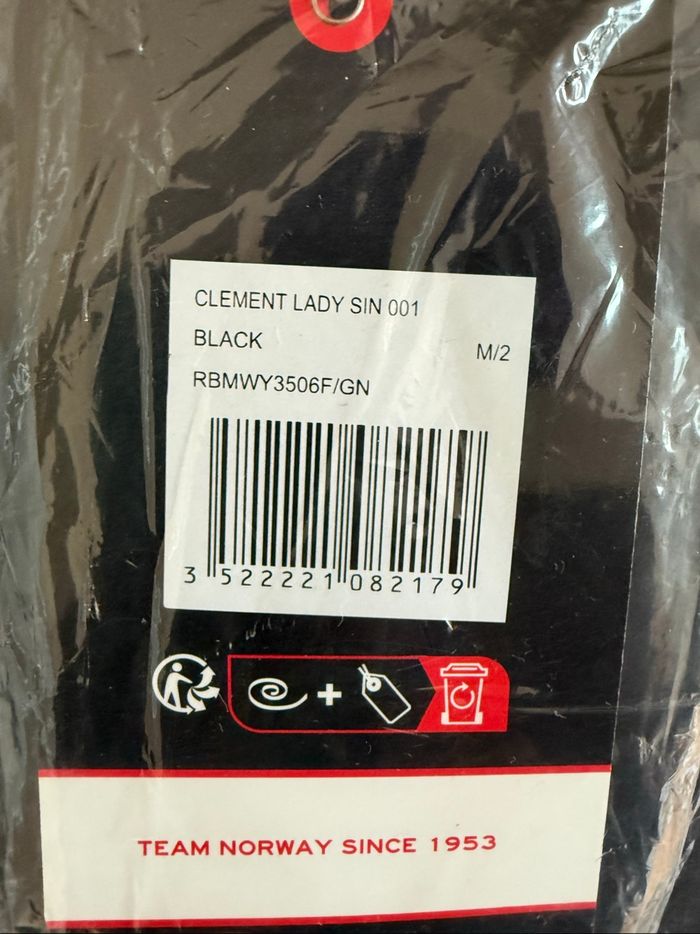 CLEMENT LADY SIN 001
BLACK
M/2
RBMWY3506F/GN
3 522221 082179
+
TEAM NORWAY SINCE 1953